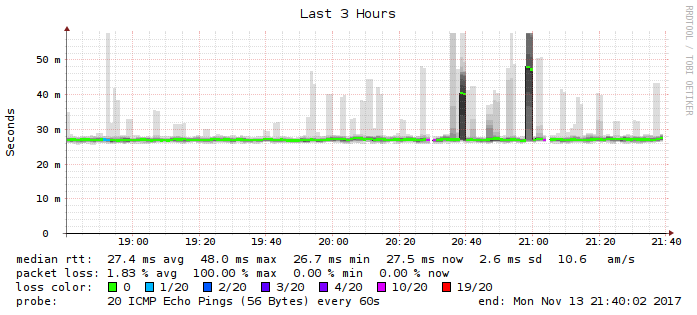 Last 3 Hours
RRDTOOL / TOBI OETIKER
Seconds
50 m
40 m
30 m
20 m
10 m
0
19:00 19:20 19:40 20:00 20:20 20:40 21:00 21:20 21:40
median rtt: 27.4 ms avg 48.0 ms max 26.7 ms min 27.5 ms now 2.6 ms sd 10.6 am/s
packet loss: 1.83 % avg 100.00 % max 0.00 % min 0.00 % now
loss color: 0 1/20 2/20 3/20 4/20 10/20 19/20
probe: 20 ICMP Echo Pings (56 Bytes) every 60s end: Mon Nov 13 21:40:02 2017